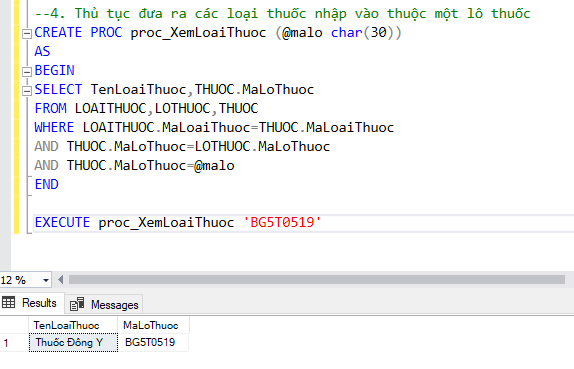 --4. Thủ tục đưa ra các loại thuốc nhập vào thuộc một lô thuốc
CREATE PROC proc_XemLoaiThuoc (@malo char(30))
AS
BEGIN
SELECT TenLoaiThuoc,THUOC.MaLoThuoc
FROM LOAITHUOC,LOTHUOC,THUOC
WHERE LOAITHUOC.MaLoaiThuoc=THUOC.MaLoaiThuoc
AND THUOC.MaLoThuoc=LOTHUOC.MaLoThuoc
AND THUOC.MaLoThuoc=@malo
END
EXECUTE proc_XemLoaiThuoc 'BG5T0519'
12 %
Results Messages
TenLoaiThuoc MaLoThuoc
1 Thuốc Đông Y BG5T0519